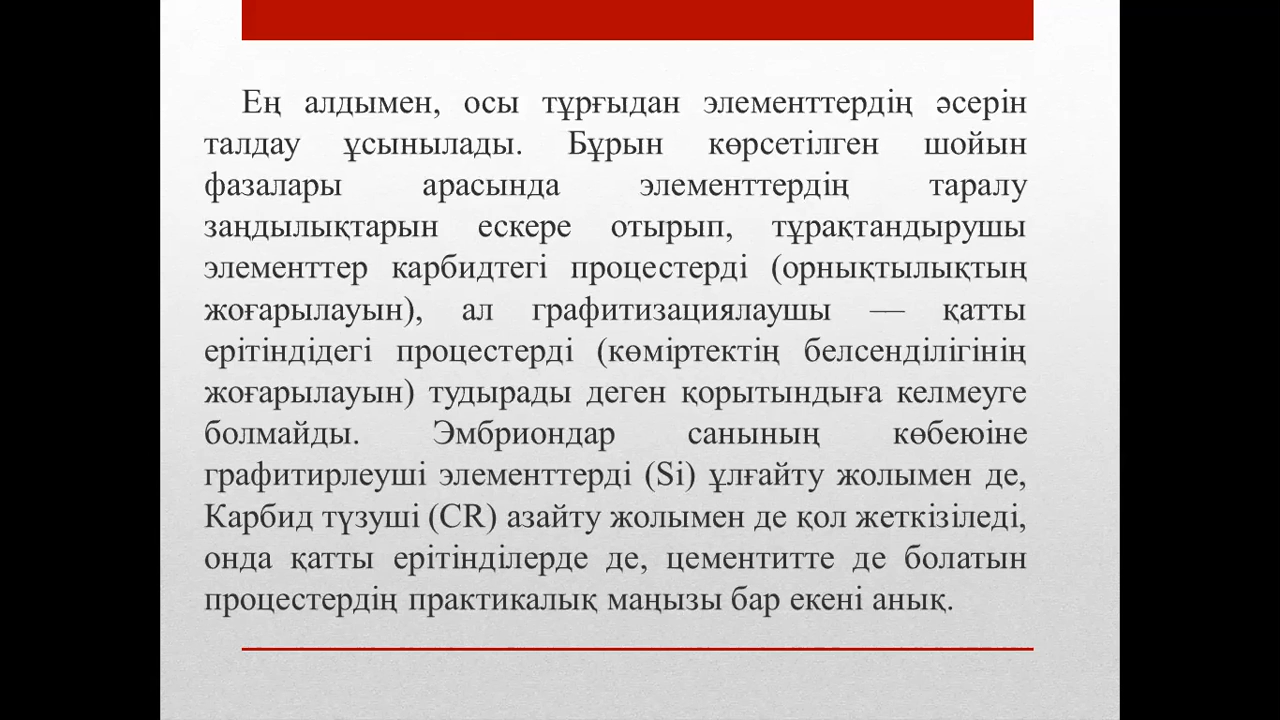 Ең алдымен, осы тұрғыдан элементтердің әсерін
талдау ұсынылады. Бұрын көрсетілген шойын
фазалары арасында элементтердің таралу
заңдылықтарын ескере отырып, тұрақтандырушы
элементтер карбидтегі процестерді (орнықтылықтың
жоғарылауын), ал графитизациялаушы — қатты
ерітіндідегі процестерді (көміртектің белсенділігінің
жоғарылауын) тудырады деген қорытындыға келмеуге
болмайды. Эмбриондар санының көбеюіне
графитирлеуші элементтерді (Si) ұлғайту жолымен де,
Карбид түзуші (CR) азайту жолымен де қол жеткізіледі,
онда қатты ерітінділерде де, цементитте де болатын
процестердің практикалық маңызы бар екені анық.